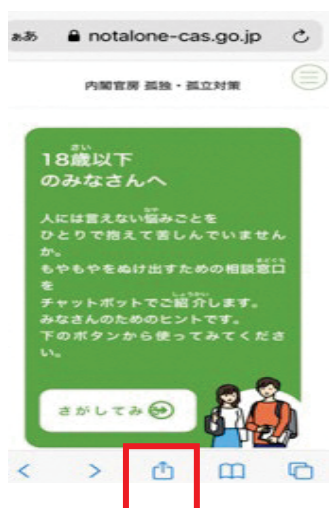 ぁあ notalone-cas.go.jp
内閣官房 孤独・孤立対策
さい
18歳以下
のみなさんへ
なや
人には言えない悩みごとを
ひとりで抱えて苦しんでいません
か。
まどぐち
もやもやをぬけ出すための相談窓口
を
しょうかい
チャットボットでご紹介します。
みなさんのためのヒントです。
下のボタンから使ってみてくださ
い。
さがしてみ